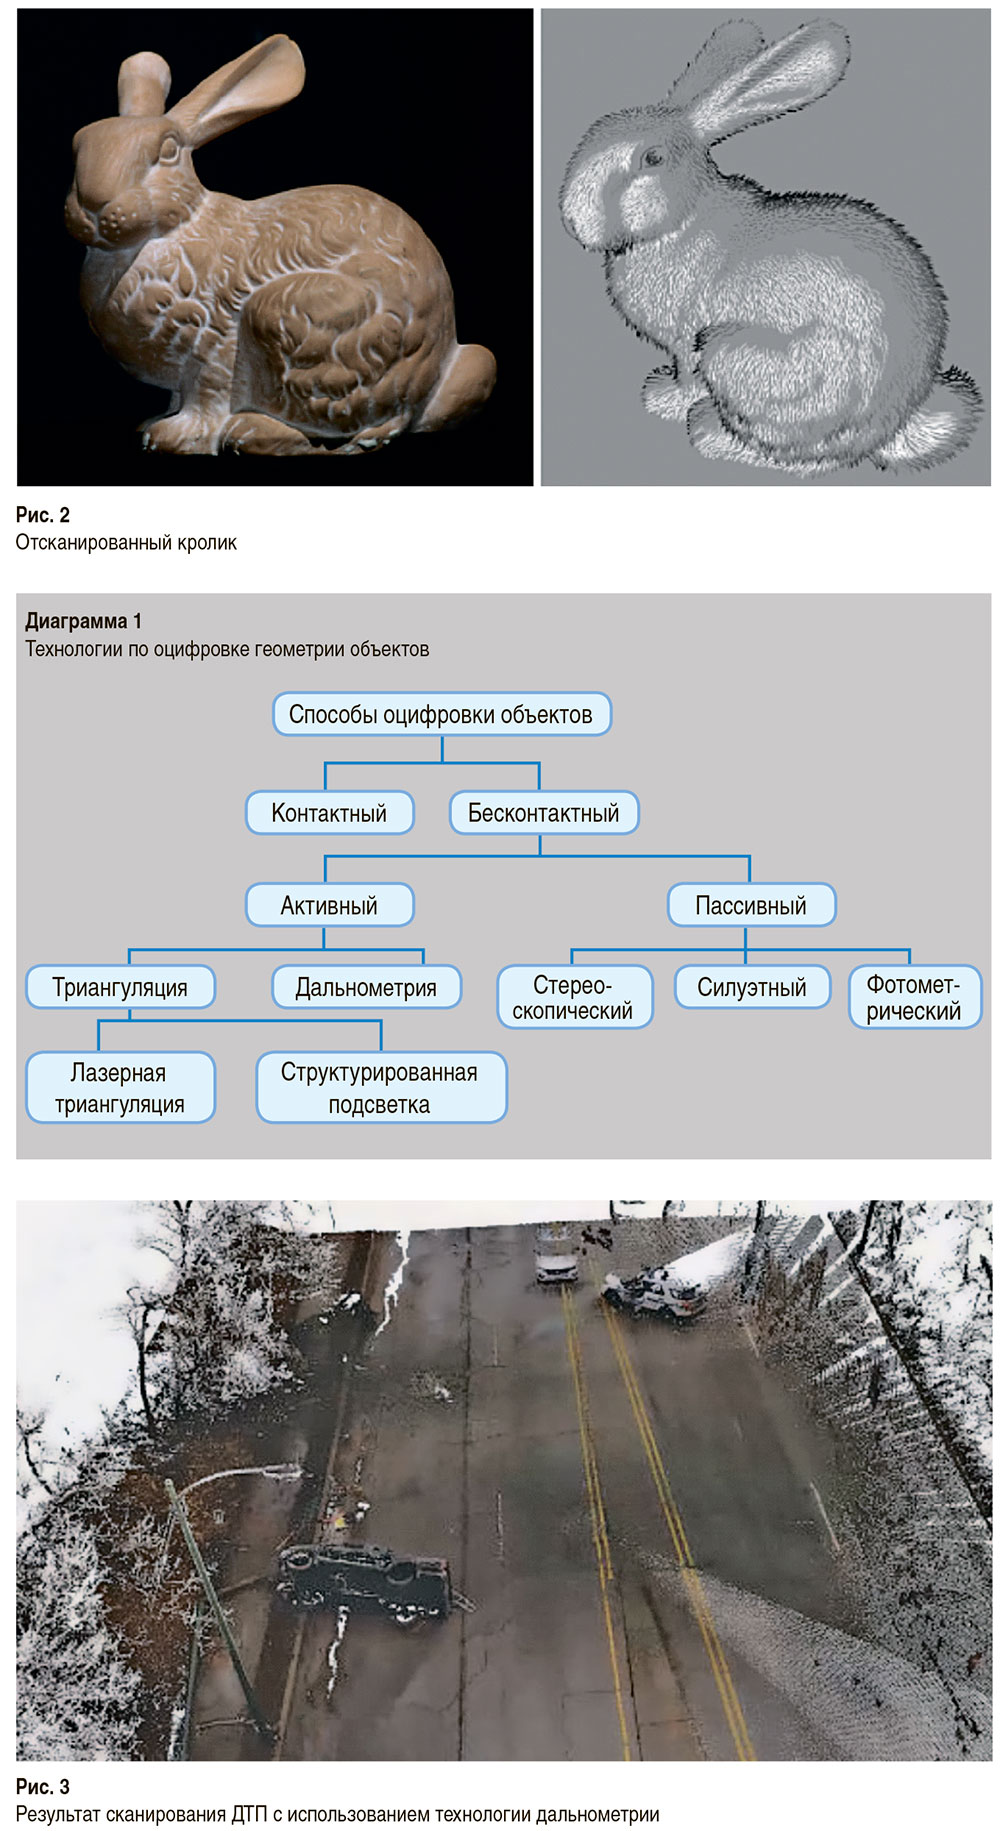 Рис. 2
Отсканированный кролик
Диаграмма 1
Технологии по оцифровке геометрии объектов
Способы оцифровки объектов
Контактный
Бесконтактный
Активный
Пассивный
Триангуляция
Дальнометрия
Стерео-
скопический
Силуэтный
Фотомет-
рический
Лазерная
триангуляция
Структурированная
подсветка
Рис. 3
Результат сканирования ДТП с использованием технологии дальнометрии